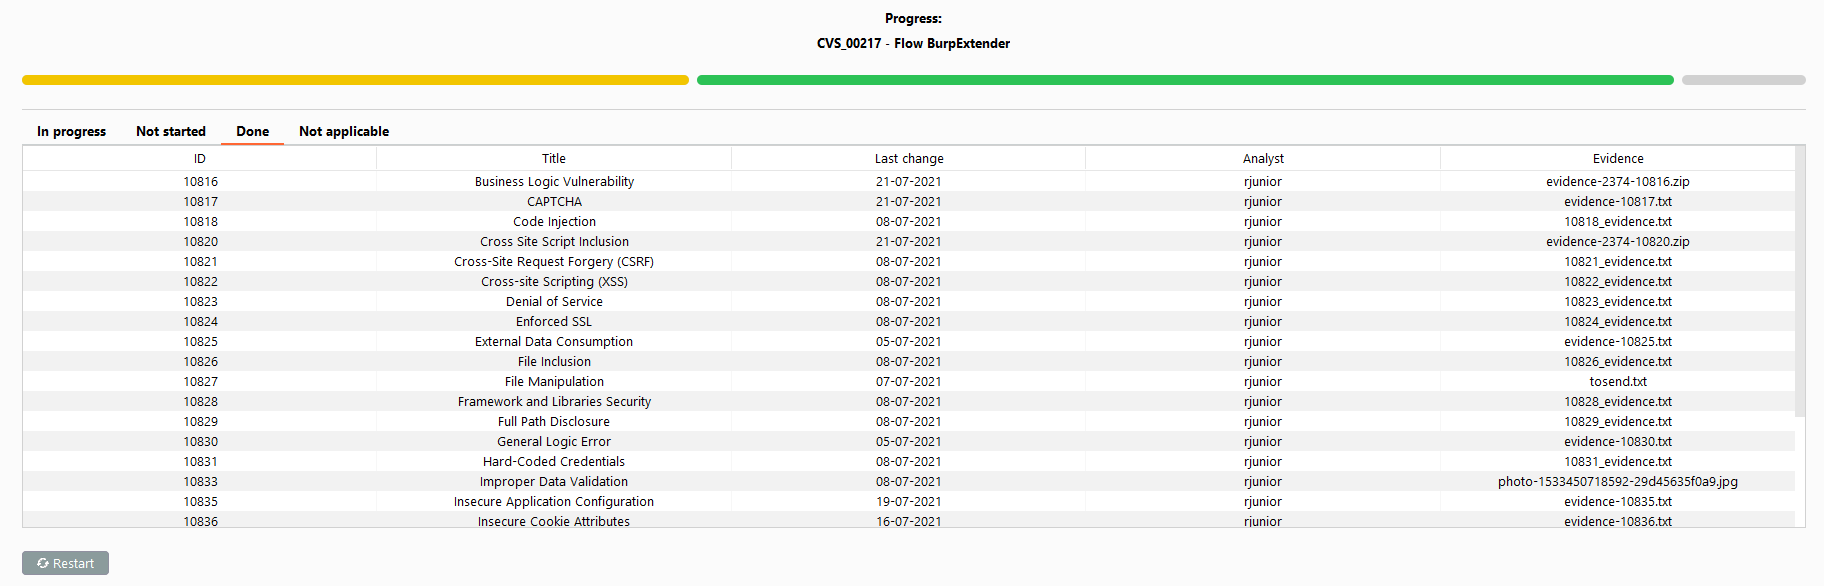 Progress:
CVS_00217 - Flow BurpExtender
In progress Not started Done Not applicable
ID Title Last change Analyst Evidence
10816 Business Logic Vulnerability 21-07-2021 rjunior evidence-2374-10816.zip
10817 CAPTCHA 21-07-2021 rjunior evidence-10817.txt
10818 Code Injection 08-07-2021 rjunior 10818_evidence.txt
10820 Cross Site Script Inclusion 21-07-2021 rjunior evidence-2374-10820.zip
10821 Cross-Site Request Forgery (CSRF) 08-07-2021 rjunior 10821_evidence.txt
10822 Cross-site Scripting (XSS) 08-07-2021 rjunior 10822_evidence.txt
10823 Denial of Service 08-07-2021 rjunior 10823_evidence.txt
10824 Enforced SSL 08-07-2021 rjunior 10824_evidence.txt
10825 External Data Consumption 05-07-2021 rjunior evidence-10825.txt
10826 File Inclusion 08-07-2021 rjunior 10826_evidence.txt
10827 File Manipulation 07-07-2021 rjunior tosend.txt
10828 Framework and Libraries Security 08-07-2021 rjunior 10828_evidence.txt
10829 Full Path Disclosure 08-07-2021 rjunior 10829_evidence.txt
10830 General Logic Error 05-07-2021 rjunior evidence-10830.txt
10831 Hard-Coded Credentials 08-07-2021 rjunior 10831_evidence.txt
10833 Improper Data Validation 08-07-2021 rjunior photo-1533450718592-29d45635f0a9.jpg
10835 Insecure Application Configuration 19-07-2021 rjunior evidence-10835.txt
10836 Insecure Cookie Attributes 16-07-2021 rjunior evidence-10836.txt
Restart